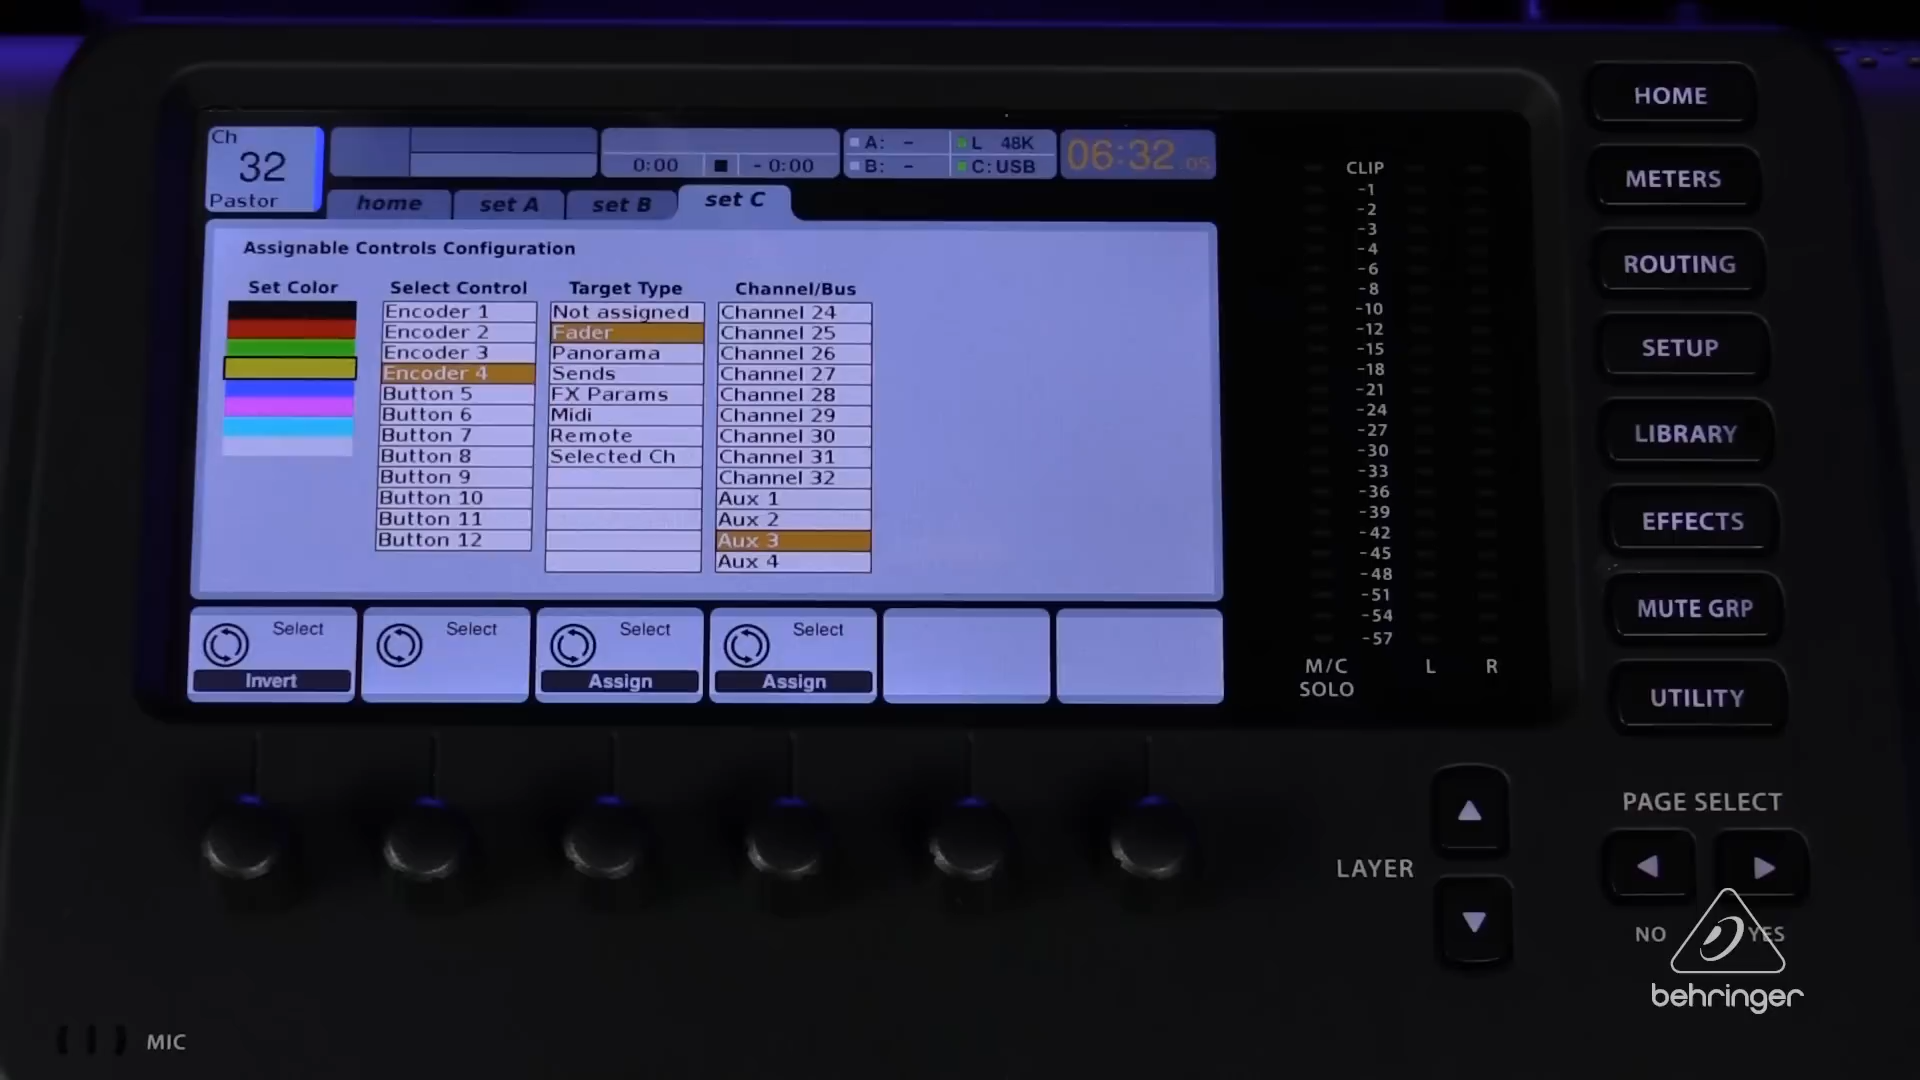 Ch
32
Pastor
0:00 - 0:00
A: - L 48K
B: - C: USB
06:32 :05
home set A set B set C
Assignable Controls Configuration
Set Color Select Control Target Type Channel/Bus
Encoder 1 Not assigned Channel 24
Encoder 2 Fader Channel 25
Encoder 3 Panorama Channel 26
Encoder 4 Sends Channel 27
Button 5 FX Params Channel 28
Button 6 Midi Channel 29
Button 7 Remote Channel 30
Button 8 Selected Ch Channel 31
Button 9 Channel 32
Button 10 Aux 1
Button 11 Aux 2
Button 12 Aux 3
Aux 4
Select Select Select Select
Invert Assign Assign
CLIP
-1
-2
-3
-4
-6
-8
-10
-12
-15
-18
-21
-24
-27
-30
-33
-36
-39
-42
-45
-48
-51
-54
-57
M/C L R
SOLO
HOME
METERS
ROUTING
SETUP
LIBRARY
EFFECTS
MUTE GRP
UTILITY
PAGE SELECT
LAYER
NO YES
behringer
MIC